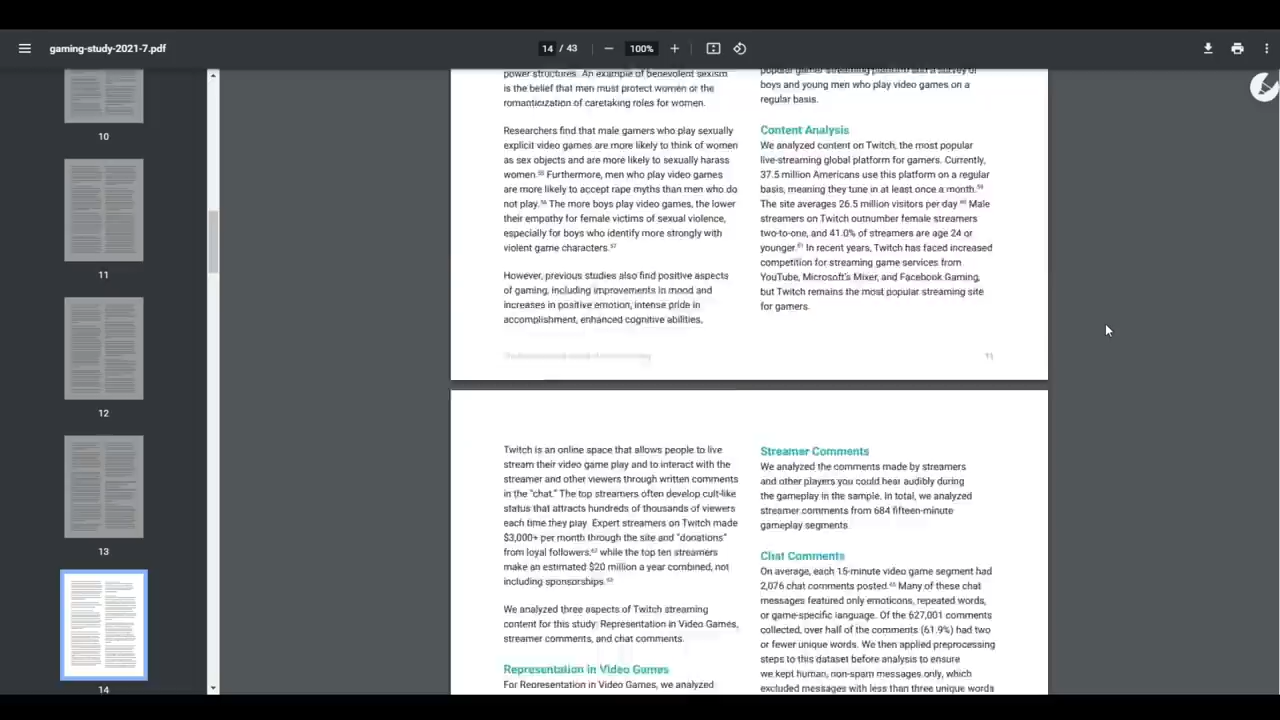 gaming-study-2021-7.pdf
14 / 43
100%
10
11
12
13
14
power structures. An example of benevolent sexism
is the belief that men must protect women or the
romanticization of caretaking roles for women.
Researchers find that male gamers who play sexually
explicit video games are more likely to think of women
as sex objects and are more likely to sexually harass
women.55 Furthermore, men who play video games
are more likely to accept rape myths than men who do
not play.56 The more boys play video games, the lower
their empathy for female victims of sexual violence,
especially for boys who identify more strongly with
violent game characters.57
However, previous studies also find positive aspects
of gaming, including improvements in mood and
increases in positive emotion, intense pride in
accomplishment, enhanced cognitive abilities,
popular gamer streaming platform and a survey of
boys and young men who play video games on a
regular basis.
Content Analysis
We analyzed content on Twitch, the most popular
live-streaming global platform for gamers. Currently,
37.5 million Americans use this platform on a regular
basis, meaning they tune in at least once a month.59
The site averages 26.5 million visitors per day.60 Male
streamers on Twitch outnumber female streamers
two-to-one, and 41.0% of streamers are age 24 or
younger.61 In recent years, Twitch has faced increased
competition for streaming game services from
YouTube, Microsoft's Mixer, and Facebook Gaming,
but Twitch remains the most popular streaming site
for gamers.
11
Twitch is an online space that allows people to live
stream their video game play and to interact with the
streamer and other viewers through written comments
in the "chat." The top streamers often develop cult-like
status that attracts hundreds of thousands of viewers
each time they play. Expert streamers on Twitch made
$3,000+ per month through the site and "donations"
from loyal followers,62 while the top ten streamers
make an estimated $20 million a year combined, not
including sponsorships.63
We analyzed three aspects of Twitch streaming
content for this study: Representation in Video Games,
streamer comments, and chat comments.
Representation in Video Games
For Representation in Video Games, we analyzed
Streamer Comments
We analyzed the comments made by streamers
and other players you could hear audibly during
the gameplay in the sample. In total, we analyzed
streamer comments from 684 fifteen-minute
gameplay segments.
Chat Comments
On average, each 15-minute video game segment had
2,076 chat comments posted.65 Many of these chat
messages featured only emoticons, repeated words,
or game-specific language. Of the 627,001 comments
collected, over half of the comments (61.9%) had two
or fewer unique words. We then applied preprocessing
steps to this dataset before analysis to ensure
we kept human, non-spam messages only, which
excluded messages with less than three unique words